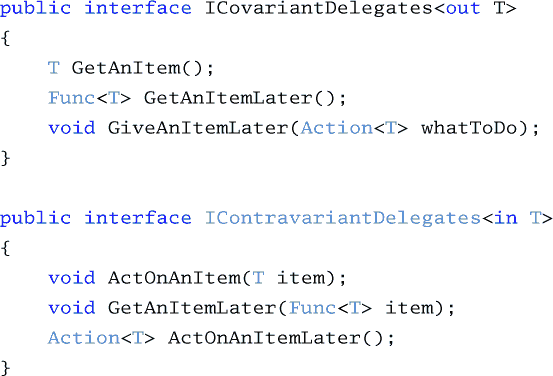 public interface ICovariantDelegates<out T>
{
    T GetAnItem();
    Func<T> GetAnItemLater();
    void GiveAnItemLater(Action<T> whatToDo);
}

public interface IContravariantDelegates<in T>
{
    void ActOnAnItem(T item);
    void GetAnItemLater(Func<T> item);
    Action<T> ActOnAnItemLater();
}